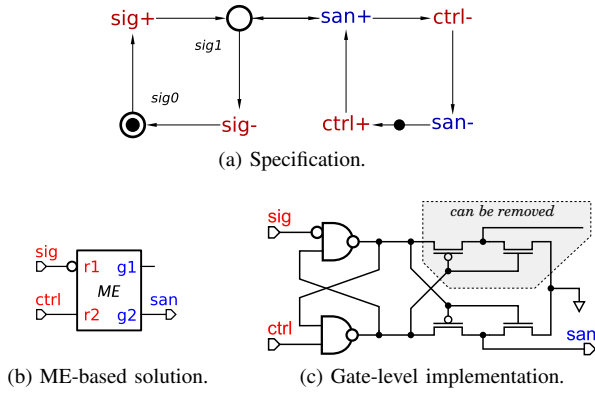 sig+ san+ ctrl-
sig1
sig0
sig- ctrl+ san-
(a) Specification.
can be removed
sig
sig
r1 g1
ME
ctrl san
r2 g2
ctrl
san
(b) ME-based solution. (c) Gate-level implementation.